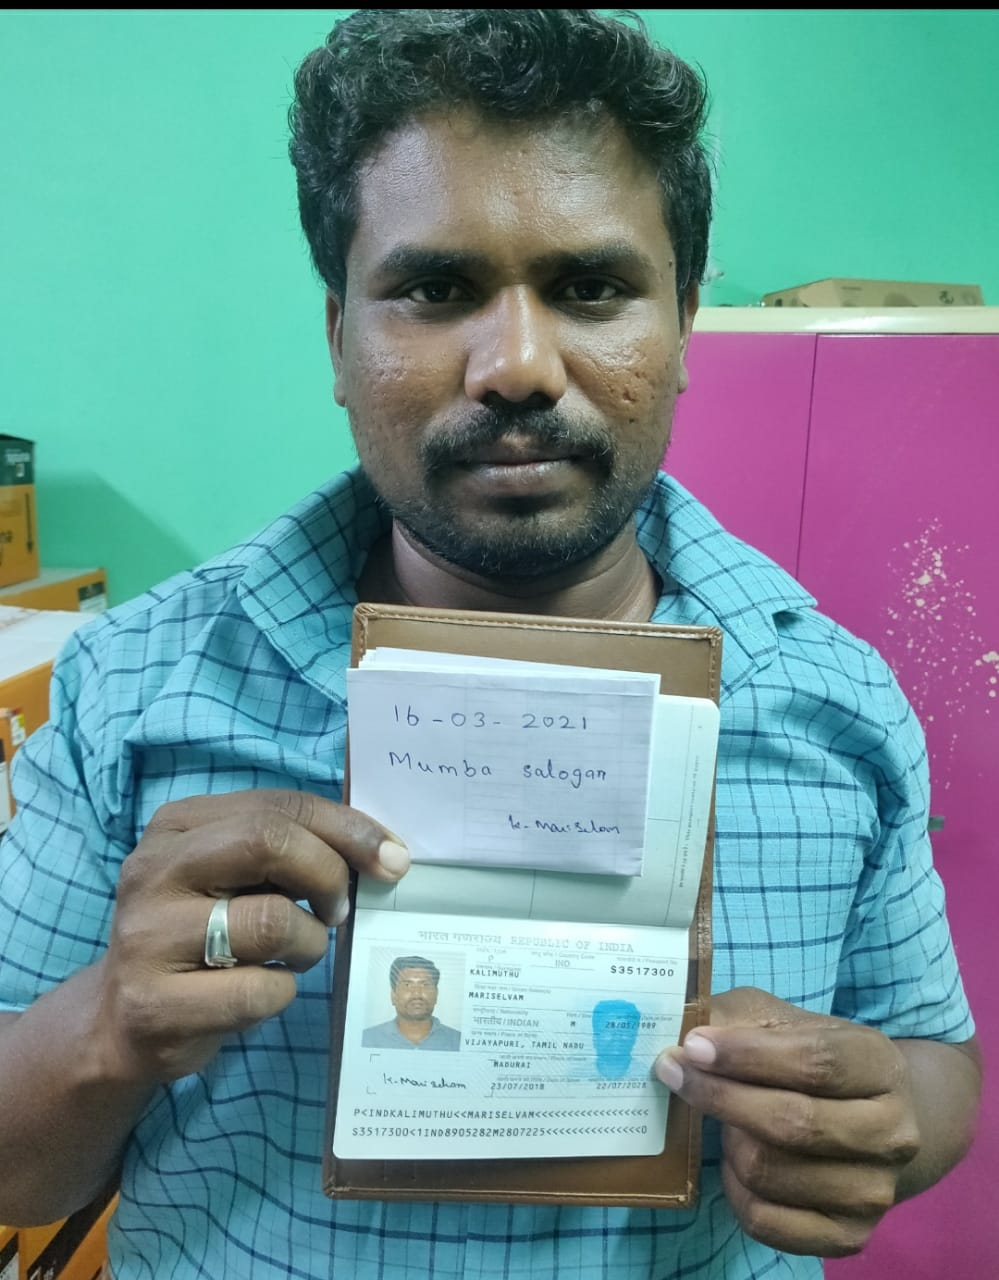 16-03-2021
Mumba salogan
K. Mariselvam
भारत गणराज्य REPUBLIC OF INDIA
P IND S3517300
KALIMUTHU
MARISELVAM
भारतीय/INDIAN M 28/05/1989
VIJAYAPURI, TAMIL NADU
MADURAI
K. Mariselvam 23/07/2018 22/07/2028
P<INDKALIMUTHU<<MARISELVAM<<<<<<<<<<<<<<<<<<
S3517300<1IND8905282M2807225<<<<<<<<<<<<<<<0